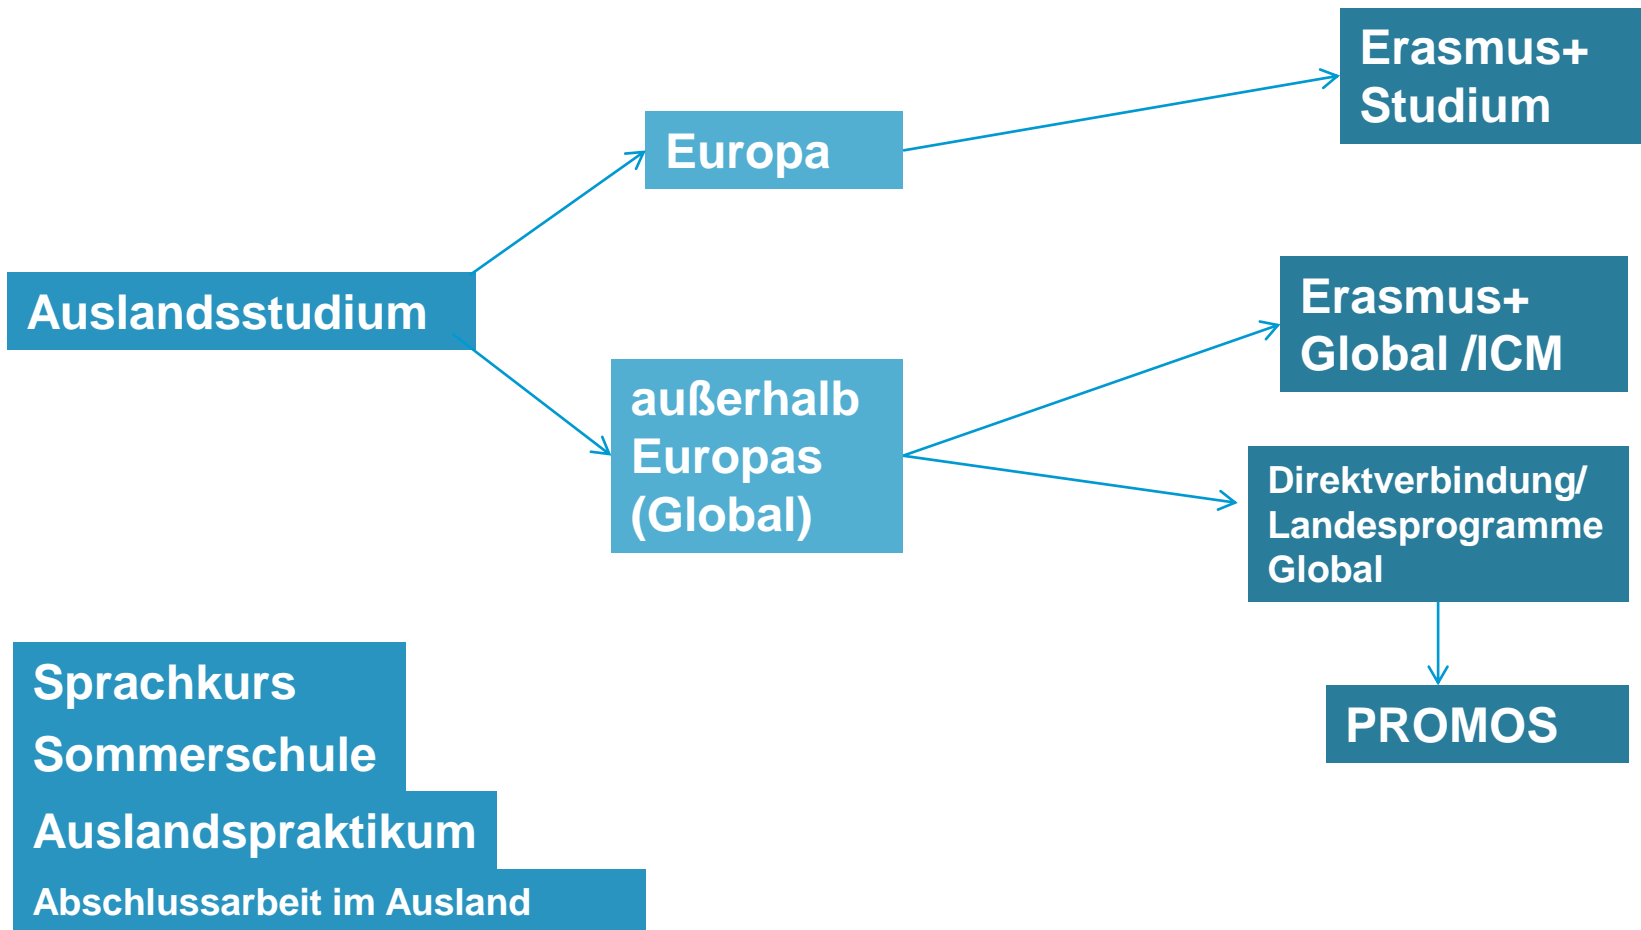 Erasmus+
Studium
Europa
Auslandsstudium
Erasmus+
Global /ICM
außerhalb
Europas
(Global)
Direktverbindung/
Landesprogramme
Global
PROMOS
Sprachkurs
Sommerschule
Auslandspraktikum
Abschlussarbeit im Ausland